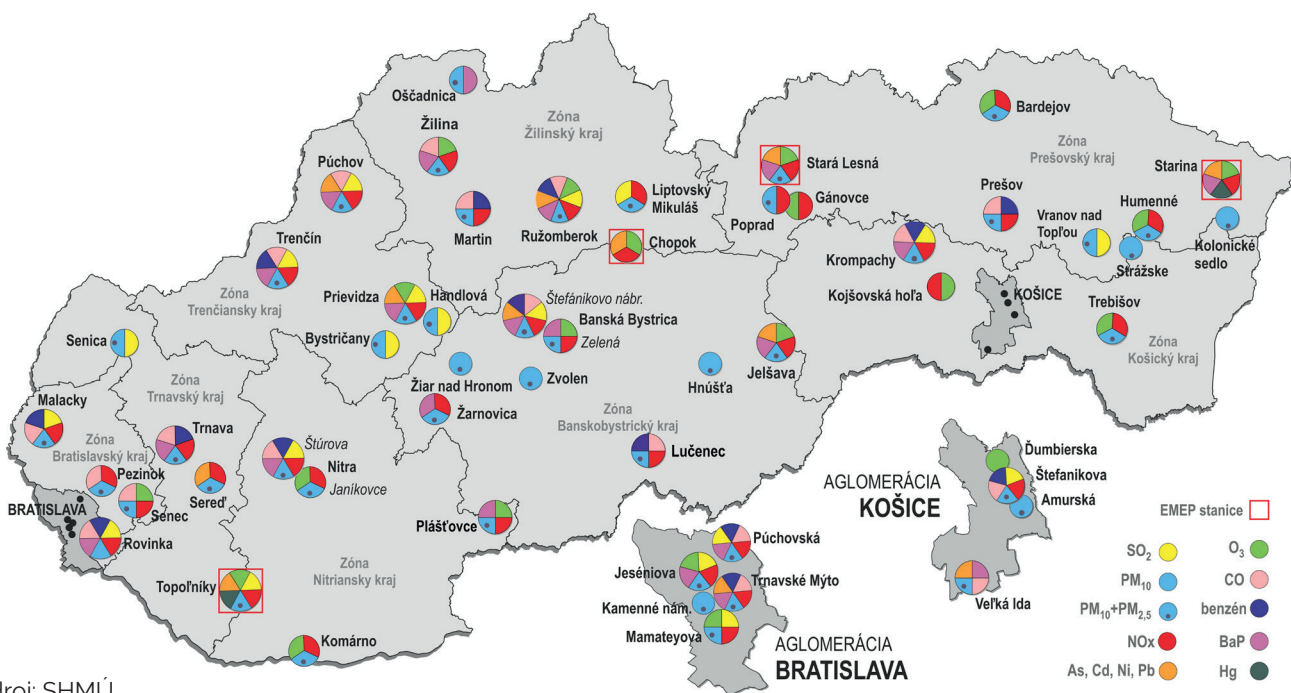 Oščadnica
Zóna
Žilinský kraj
Žilina
Púchov
Martin
Ružomberok
Liptovský
Mikuláš
Chopok
Stará Lesná
Gánovce
Poprad
Bardejov
Zóna
Prešovský kraj
Starina
Prešov
Vranov nad
Topľou
Humenné
Strážske
Kolonické
sedlo
Krompachy
Kojšovská hoľa
KOŠICE
Trebišov
Zóna
Košický kraj
Trenčín
Zóna
Trenčiansky kraj
Prievidza
Handlová
Bystričany
Štefánikovo nábr.
Banská Bystrica
Zelená
Jelšava
Hnúšťa
Žiar nad Hronom
Zvolen
Žarnovica
Zóna
Banskobystrický kraj
Lučenec
Senica
Zóna
Trnavský kraj
Malacky
Zóna
Bratislavský kraj
Trnava
Pezinok
Sereď
Senec
BRATISLAVA
Rovinka
Štúrova
Nitra
Janíkovce
Plášťovce
Topoľníky
Zóna
Nitriansky kraj
Komárno
Púchovská
Jeséniova
Trnavské Mýto
Kamenné nám.
Mamateyova
AGLOMERÁCIA
BRATISLAVA
AGLOMERÁCIA
KOŠICE
Ďumbierska
Štefanikova
Amurská
Veľká Ida
EMEP stanice
SO2
O3
PM10
CO
PM10+PM2,5
benzén
NOx
BaP
As, Cd, Ni, Pb
Hg
droj: SHMÚ